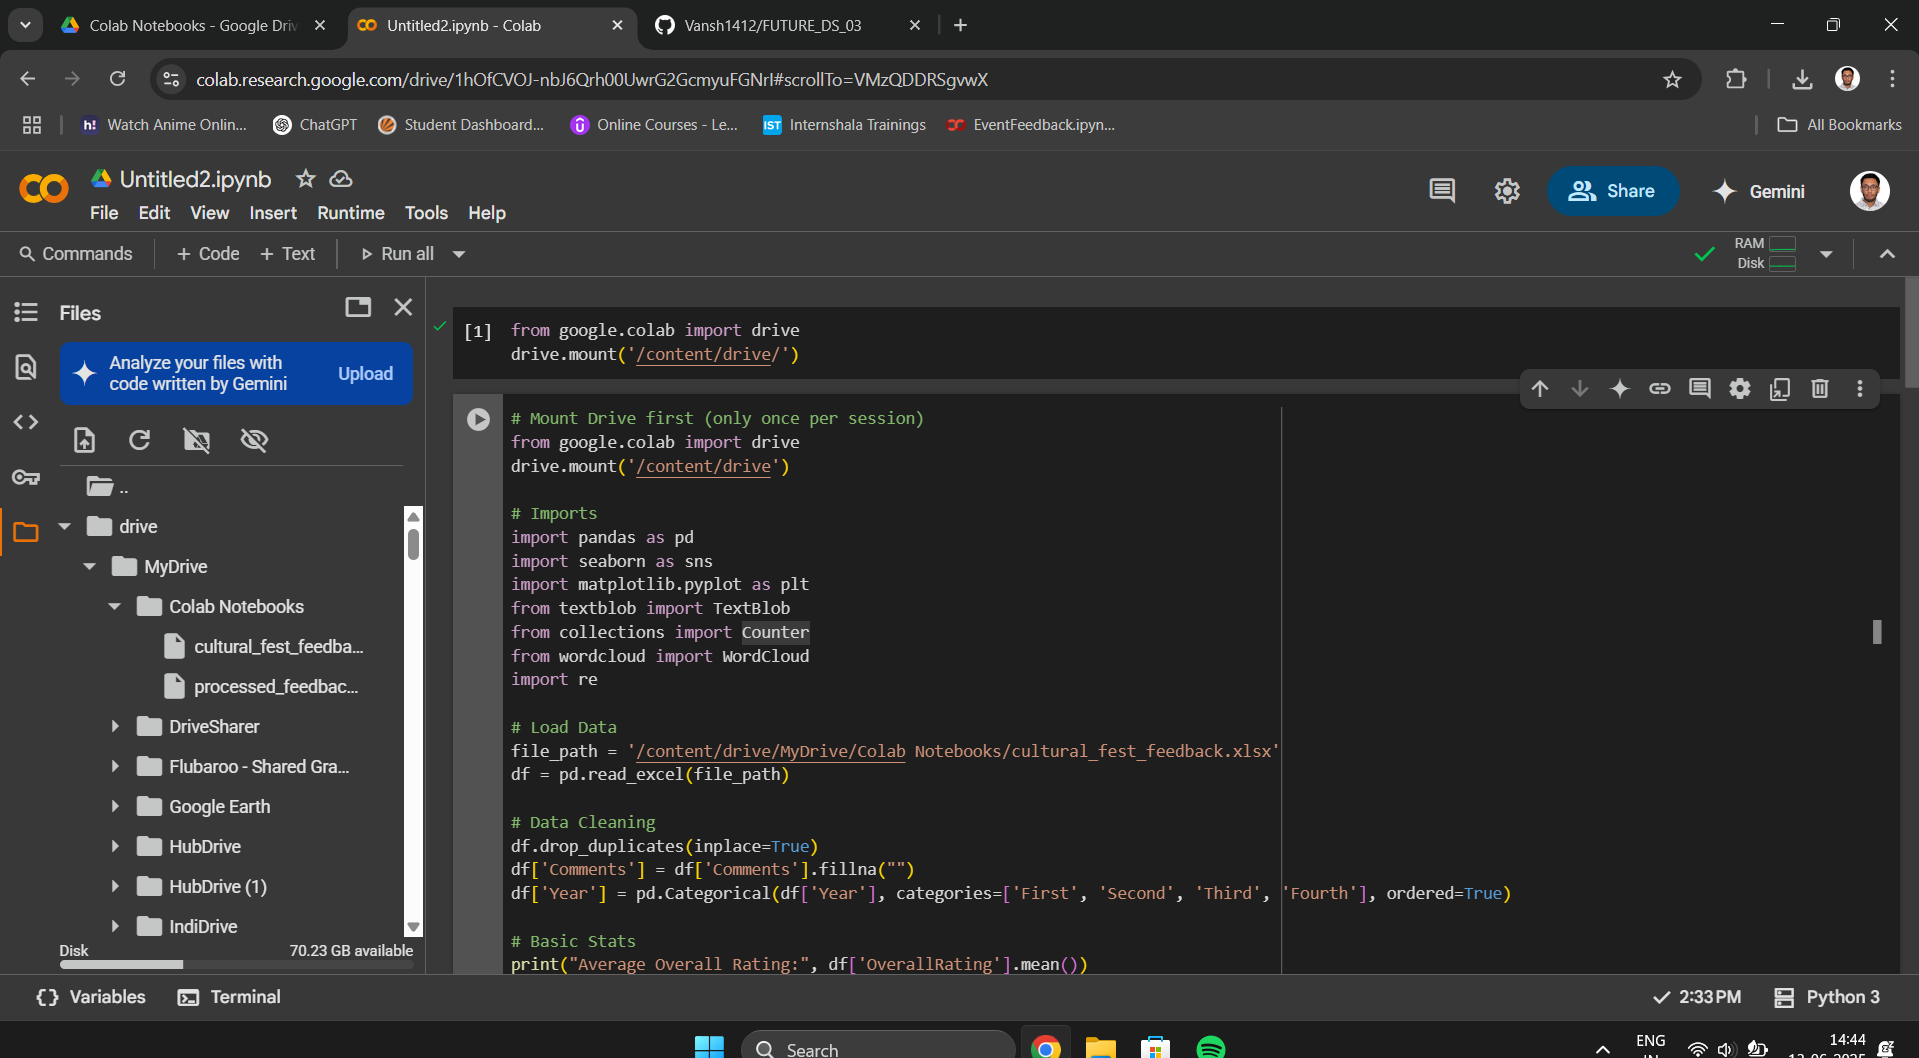 Colab Notebooks - Google Driv
Untitled2.ipynb - Colab
Vansh1412/FUTURE_DS_03
colab.research.google.com/drive/1hOfCVOJ-nbJ6Qrh00UwrG2GcmyuFGNrI#scrollTo=VMzQDDRSgvwX
h! Watch Anime Onlin...
ChatGPT
Student Dashboard...
Online Courses - Le...
IST Internshala Trainings
EventFeedback.ipyn...
All Bookmarks
Untitled2.ipynb
File Edit View Insert Runtime Tools Help
Share
Gemini
Commands
+ Code + Text
Run all
RAM
Disk
Files
Analyze your files with
code written by Gemini
Upload
..
drive
MyDrive
Colab Notebooks
cultural_fest_feedba...
processed_feedbac...
DriveSharer
Flubaroo - Shared Gra...
Google Earth
HubDrive
HubDrive (1)
IndiDrive
Disk 70.23 GB available
[1] from google.colab import drive
drive.mount('/content/drive/')
# Mount Drive first (only once per session)
from google.colab import drive
drive.mount('/content/drive')
# Imports
import pandas as pd
import seaborn as sns
import matplotlib.pyplot as plt
from textblob import TextBlob
from collections import Counter
from wordcloud import WordCloud
import re
# Load Data
file_path = '/content/drive/MyDrive/Colab Notebooks/cultural_fest_feedback.xlsx'
df = pd.read_excel(file_path)
# Data Cleaning
df.drop_duplicates(inplace=True)
df['Comments'] = df['Comments'].fillna("")
df['Year'] = pd.Categorical(df['Year'], categories=['First', 'Second', 'Third', 'Fourth'], ordered=True)
# Basic Stats
print("Average Overall Rating:", df['OverallRating'].mean())
Variables
Terminal
2:33 PM
Python 3
Search
ENG
14:44